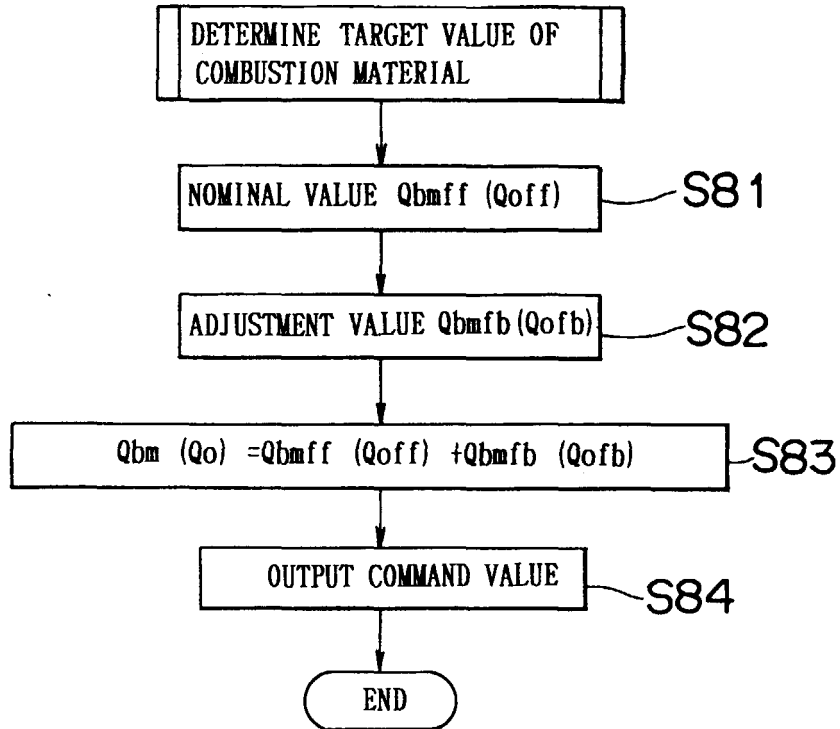 DETERMINE TARGET VALUE OF
COMBUSTION MATERIAL
NOMINAL VALUE Qbmff (Qoff)
S81
ADJUSTMENT VALUE Qbmfb (Qofb)
S82
Qbm (Qo) =Qbmff (Qoff) +Qbmfb (Qofb)
S83
OUTPUT COMMAND VALUE
S84
END